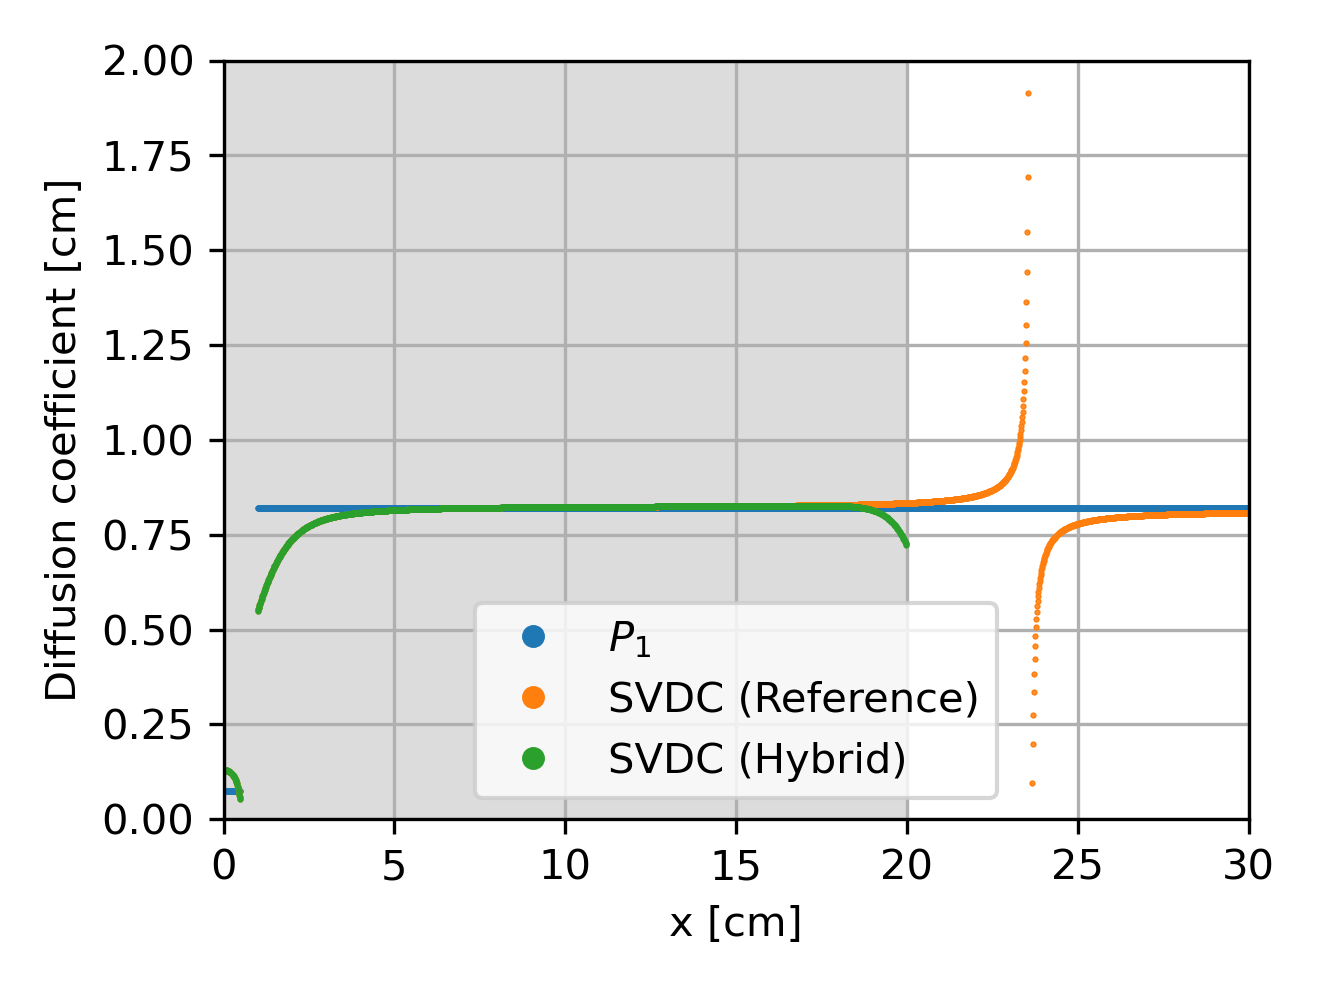 2.00
1.75
1.50
1.25
1.00
0.75
0.50
0.25
0.00
Diffusion coefficient [cm]
P₁
SVDC (Reference)
SVDC (Hybrid)
0 5 10 15 20 25 30
x [cm]